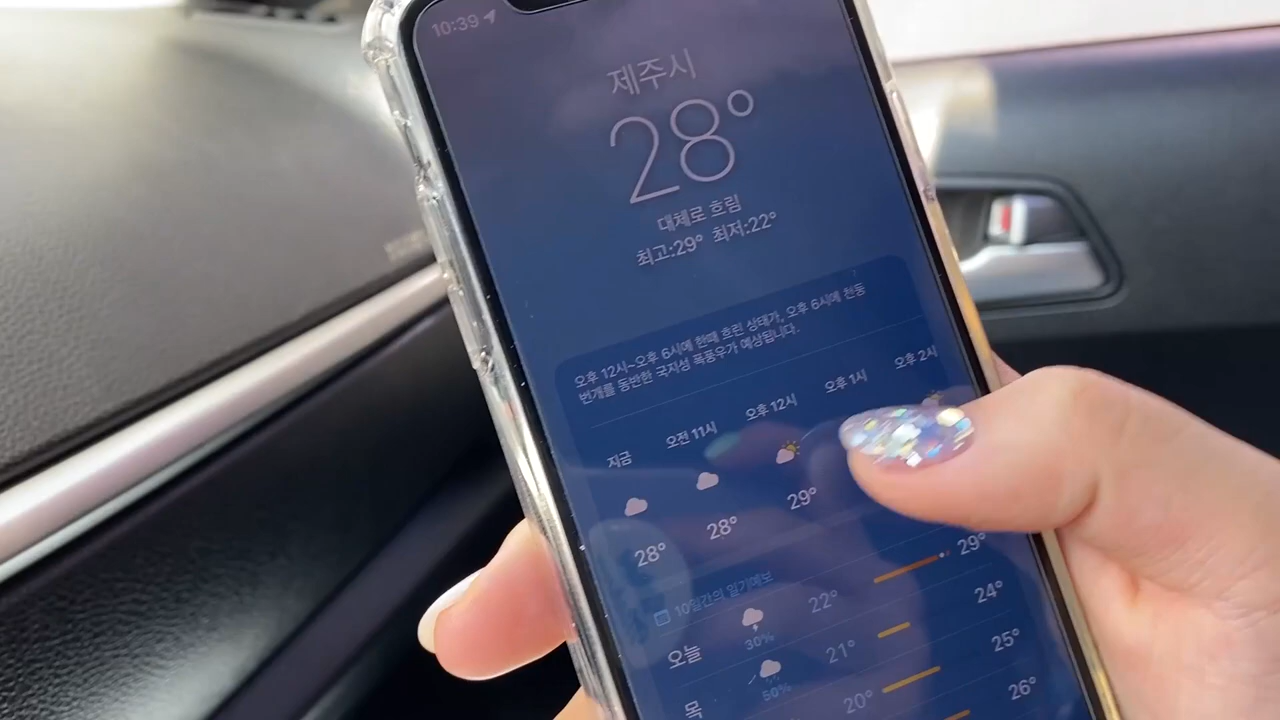 10:39
제주시
28°
대체로 흐림
최고:29° 최저:22°
오후 12시~오후 6시에 한때 흐린 상태가, 오후 6시에 천둥
번개를 동반한 국지성 폭풍우가 예상됩니다.
지금 오전 11시 오후 12시 오후 1시 오후 2시
28° 28° 29°
10일간의 일기예보
오늘 30% 22° 29°
목 50% 21° 24°
20° 25°
26°